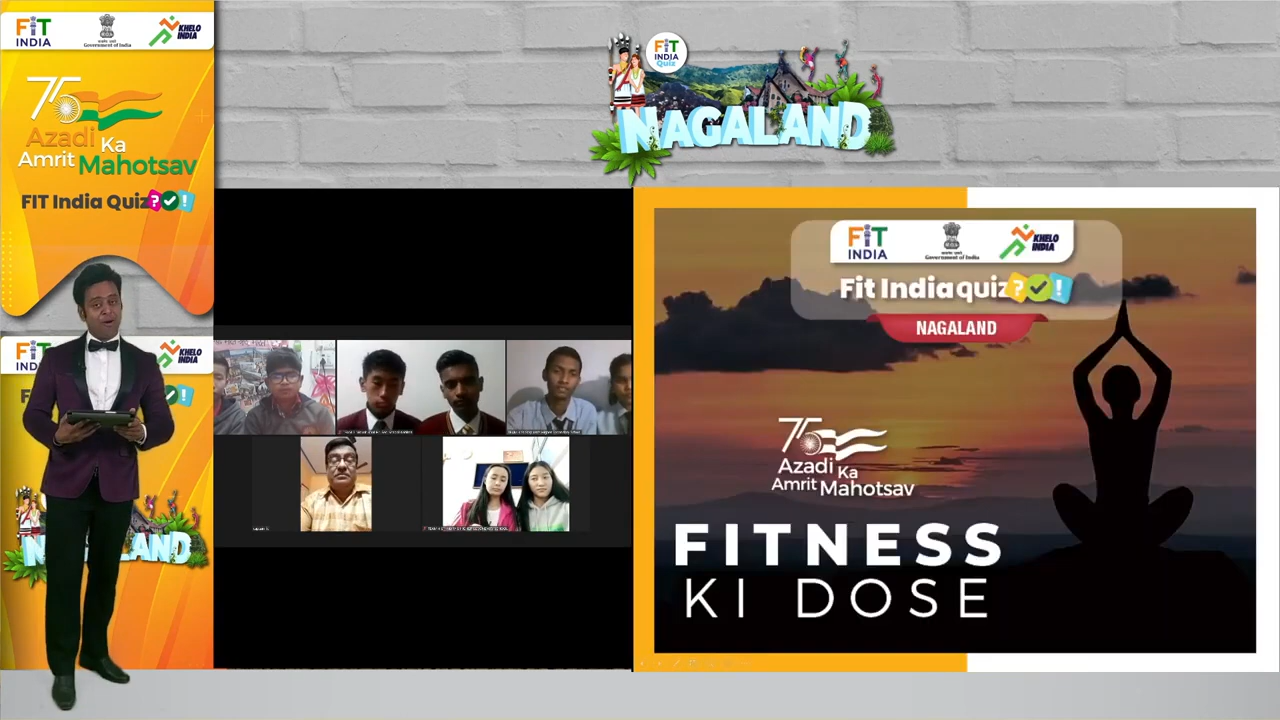 FiT
INDIA
Government of India
KHELO
INDIA
75
Azadi Ka
Amrit Mahotsav
FIT India Quiz?!
FiT
INDIA
Quiz
NAGALAND
FiT
IND
KHELO
INDIA
NAGALAND
FiT
INDIA
Government of India
KHELO
INDIA
Fit India quiz?!
NAGALAND
75
Azadi Ka
Amrit Mahotsav
FITNESS
KI DOSE